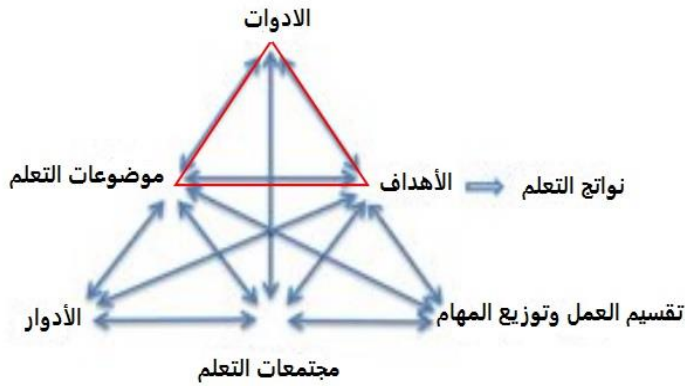 الادوات
موضوعات التعلم
الأهداف
نواتج التعلم
الأدوار
تقسيم العمل وتوزيع المهام
مجتمعات التعلم